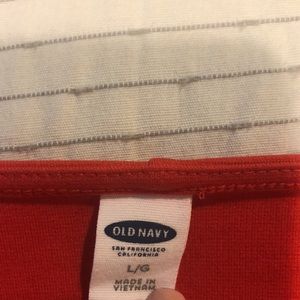 OLD NAVY
SAN FRANCISCO
CALIFORNIA
L/G
MADE IN
VIETNAM